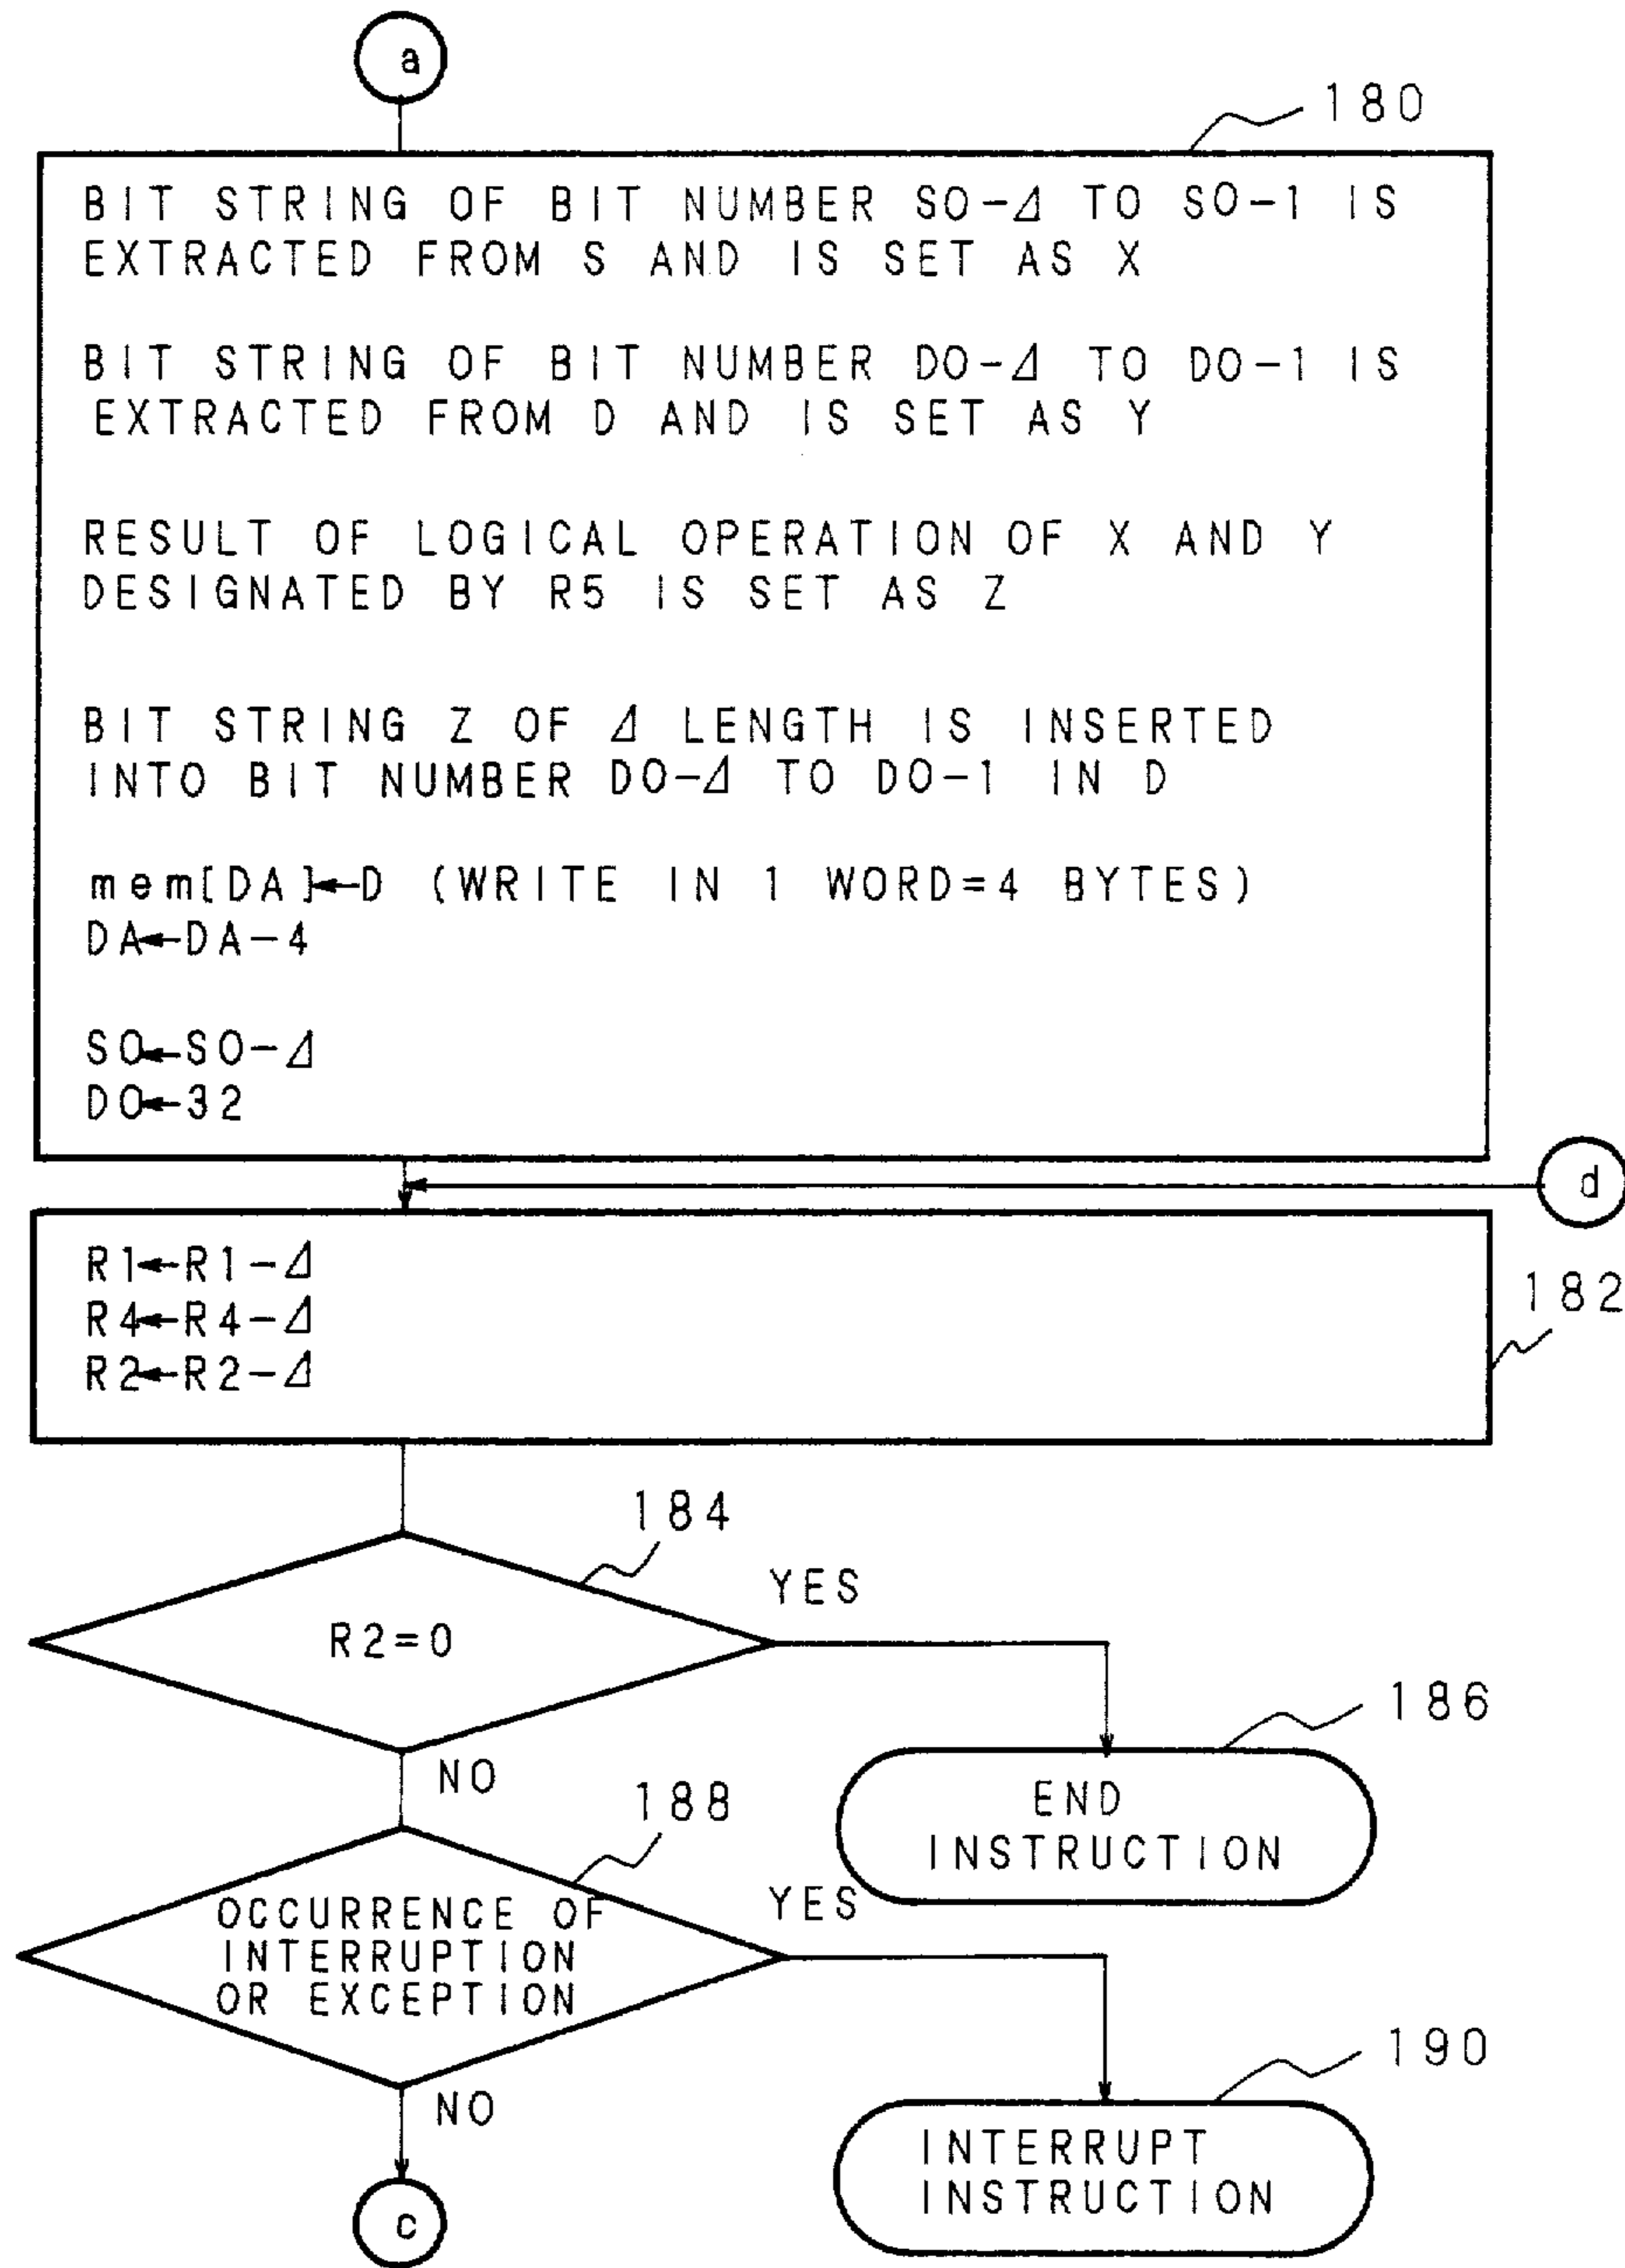 a
180
BIT STRING OF BIT NUMBER SO-⊿ TO SO-1 IS
EXTRACTED FROM S AND IS SET AS X
BIT STRING OF BIT NUMBER DO-⊿ TO DO-1 IS
EXTRACTED FROM D AND IS SET AS Y
RESULT OF LOGICAL OPERATION OF X AND Y
DESIGNATED BY R5 IS SET AS Z
BIT STRING Z OF ⊿ LENGTH IS INSERTED
INTO BIT NUMBER DO-⊿ TO DO-1 IN D
mem[DA]←D (WRITE IN 1 WORD=4 BYTES)
DA←DA-4
SO←SO-⊿
DO←32
d
R1←R1-⊿
R4←R4-⊿
R2←R2-⊿
182
184
YES
R2=0
186
NO
END
INSTRUCTION
188
YES
OCCURRENCE OF
INTERRUPTION
OR EXCEPTION
190
NO
INTERRUPT
INSTRUCTION
c